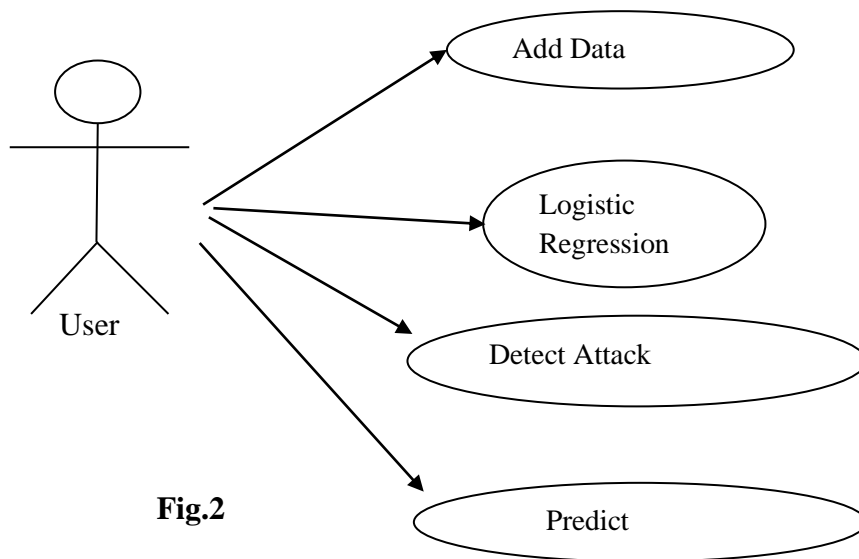 Add Data
Logistic
Regression
User
Detect Attack
Fig.2
Predict